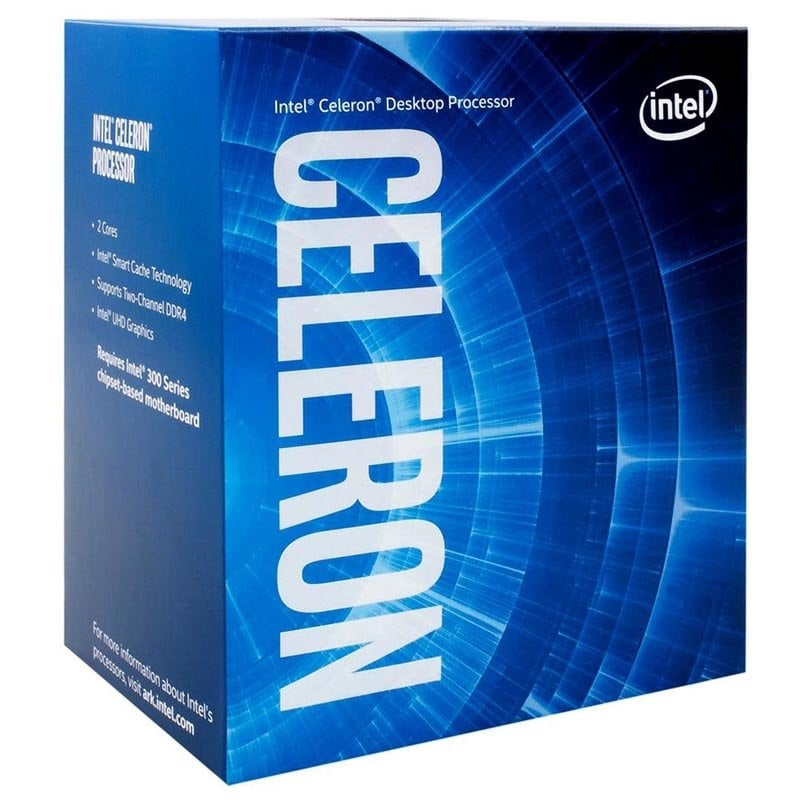 INTEL® CELERON®
PROCESSOR
• 2 Cores
• Intel® Smart Cache Technology
• Supports Two-Channel DDR4
• Intel® UHD Graphics
Requires Intel® 300 Series
chipset-based motherboard
For more information about Intel's
processors, visit ark.intel.com
Intel® Celeron® Desktop Processor
intel®
CELERON